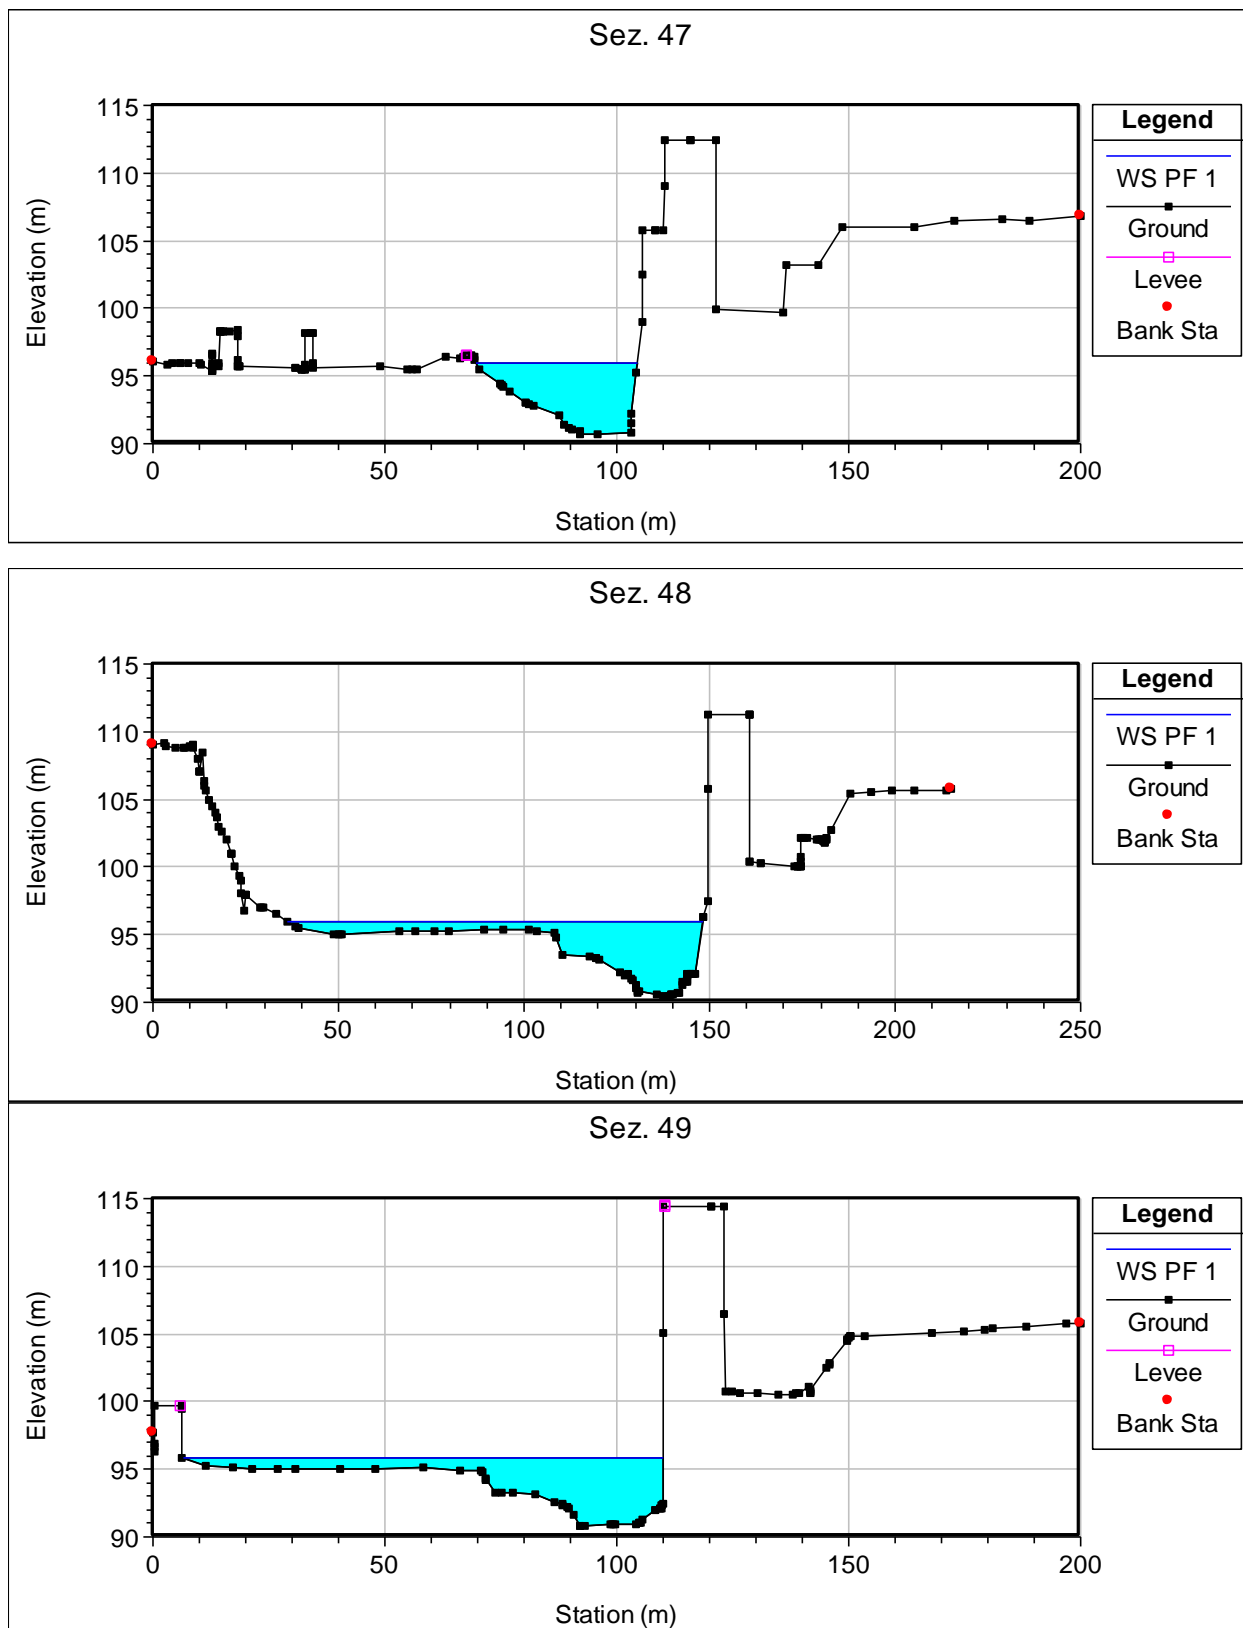 Sez. 47
115
110
105
100
95
90
0
50
100
150
200
Elevation (m)
Station (m)
Legend
WS PF 1
Ground
Levee
Bank Sta
Sez. 48
115
110
105
100
95
90
0
50
100
150
200
250
Elevation (m)
Station (m)
Legend
WS PF 1
Ground
Bank Sta
Sez. 49
115
110
105
100
95
90
0
50
100
150
200
Elevation (m)
Station (m)
Legend
WS PF 1
Ground
Levee
Bank Sta